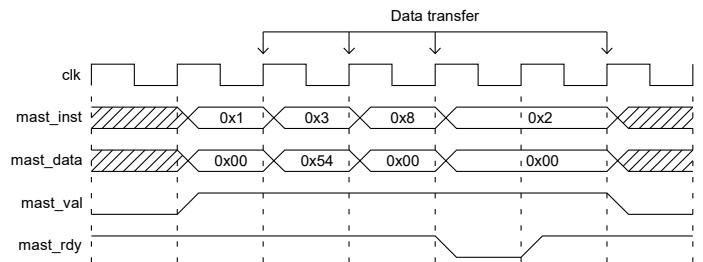 Data transfer
clk
mast_inst 0x1 0x3 0x8 0x2
mast_data 0x00 0x54 0x00 0x00
mast_val
mast_rdy